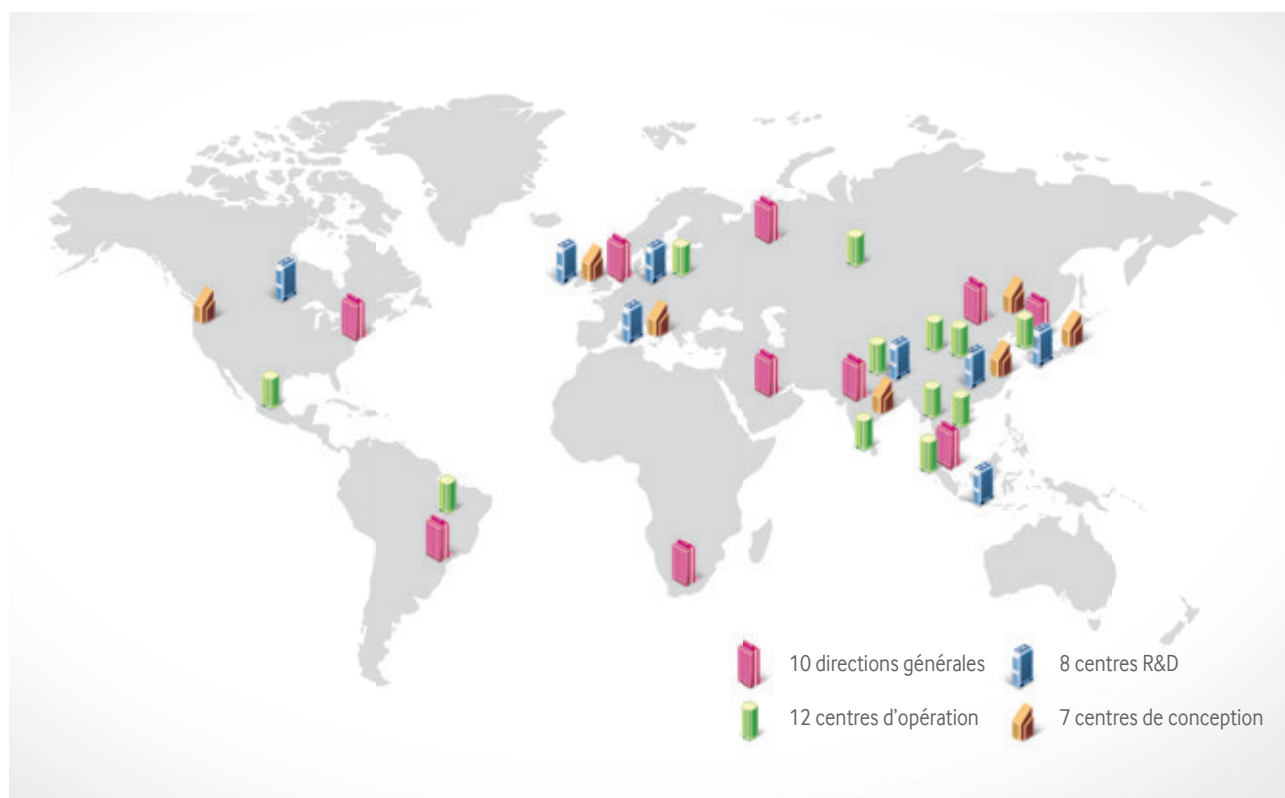 10 directions générales
8 centres R&D
12 centres d'opération
7 centres de conception